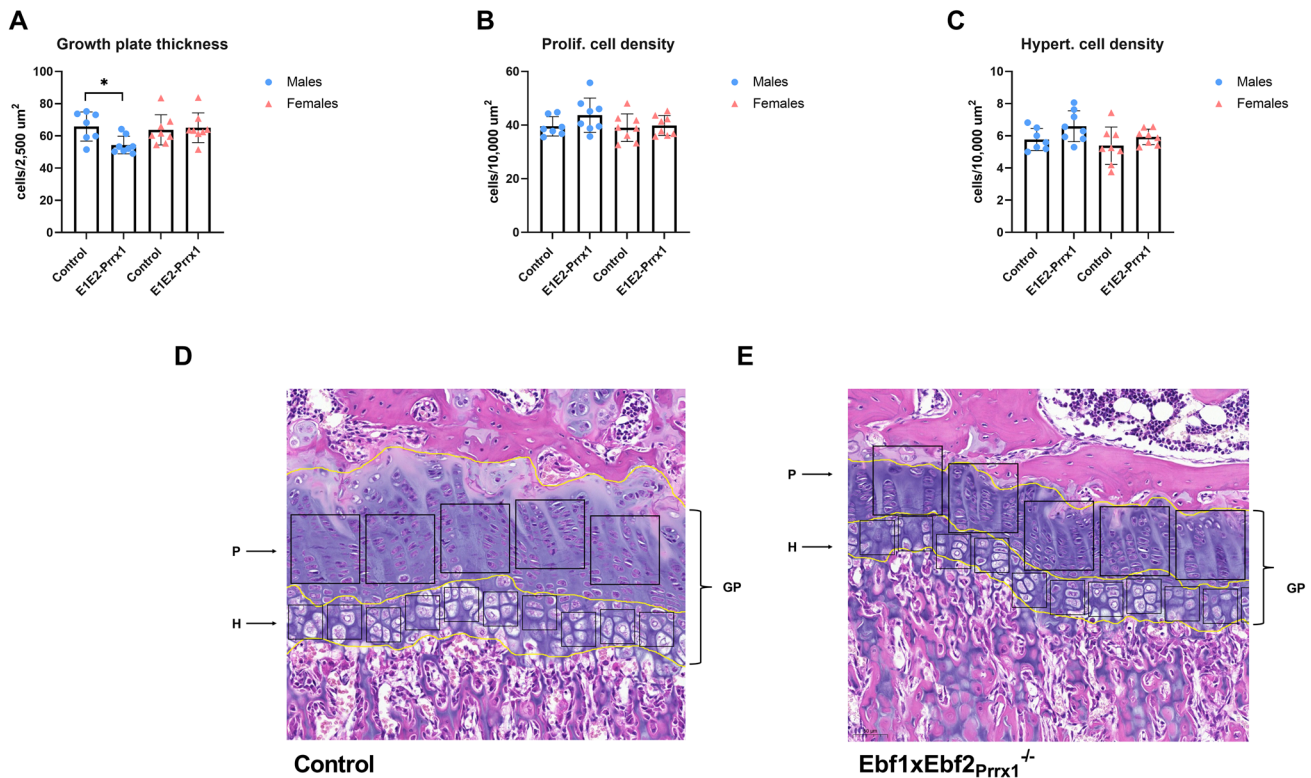 A
Growth plate thickness
cells/2,500 um²
100
80
60
40
20
0
*
Control
E1E2-Prrx1
Control
E1E2-Prrx1
Males
Females
B
Prolif. cell density
cells/10,000 um²
60
40
20
0
Control
E1E2-Prrx1
Control
E1E2-Prrx1
Males
Females
C
Hypert. cell density
cells/10,000 um²
10
8
6
4
2
0
Control
E1E2-Prrx1
Control
E1E2-Prrx1
Males
Females
D
P
H
GP
Control
E
P
H
GP
Ebf1xEbf2Prrx1-/-